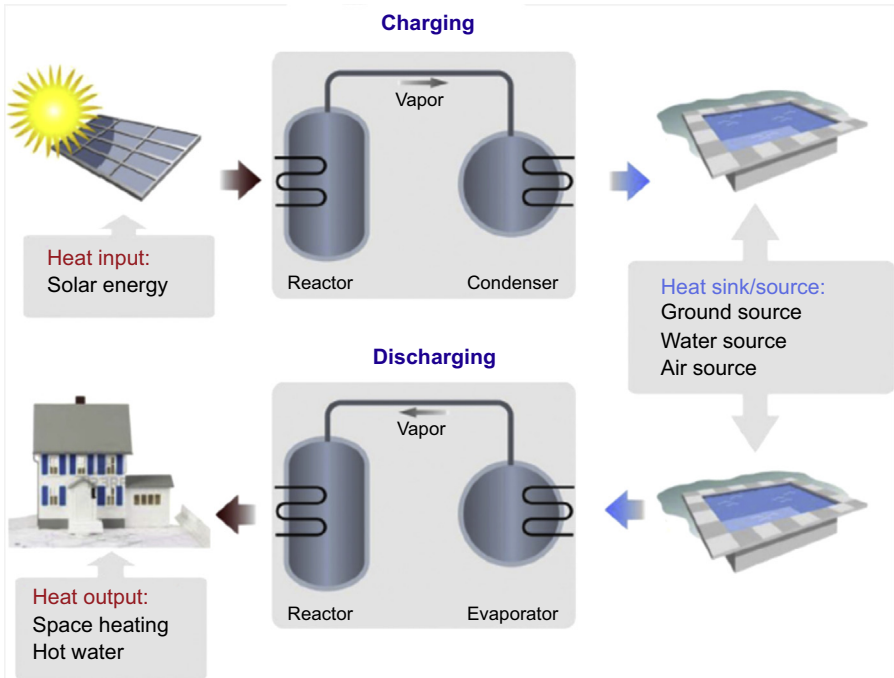 Charging
Vapor
Reactor
Condenser
Heat input:
Solar energy
Heat sink/source:
Ground source
Water source
Air source
Discharging
Vapor
Reactor
Evaporator
Heat output:
Space heating
Hot water